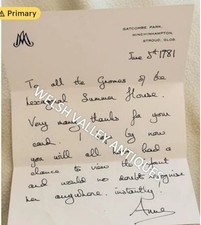 Primary
GATCOMBE PARK,
MINCHINHAMPTON,
STROUD, GLOS
June 5th 1781
To all the Gnomes of the
Summer House.
Very many thanks for your
card. I by now
you will all have had a
chance to view the
and would no doubt recognise
her anywhere instantly!
Anne
WELSH VALLEY ANTIQUES